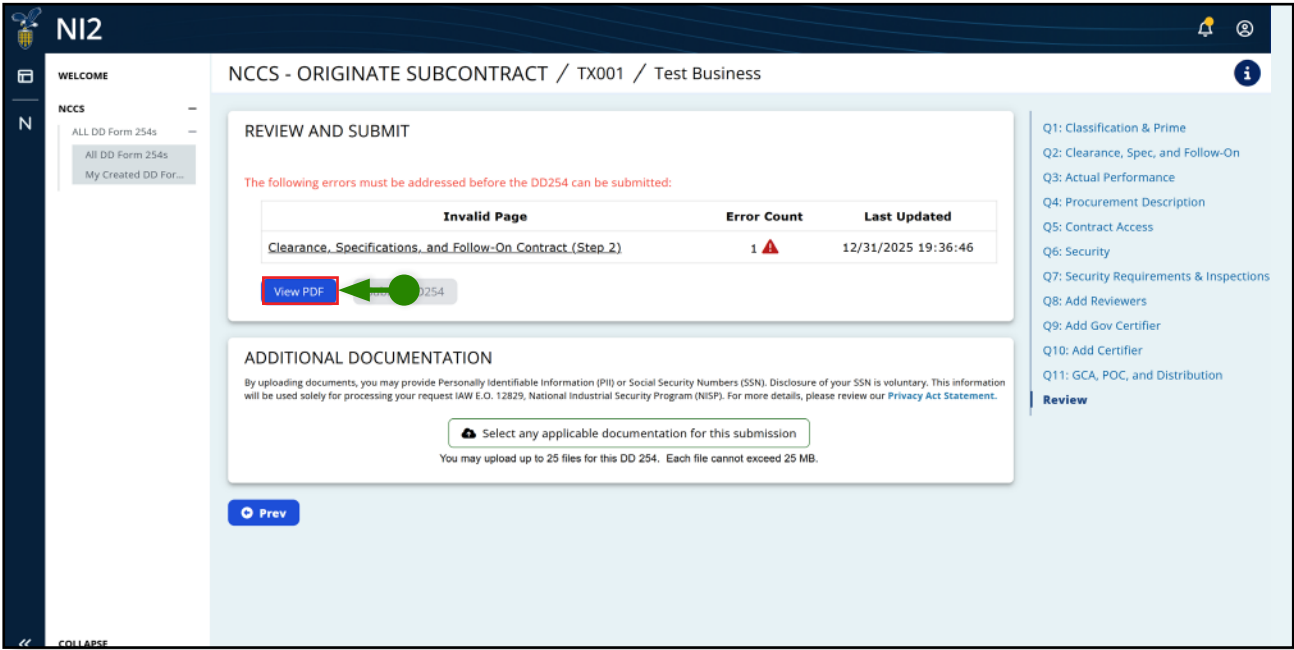 NI2
WELCOME
NCCS
ALL DD Form 254s
All DD Form 254s
My Created DD For...
N
COLLAPSE
NCCS - ORIGINATE SUBCONTRACT / TX001 / Test Business
REVIEW AND SUBMIT
The following errors must be addressed before the DD254 can be submitted:
Invalid Page Error Count Last Updated
Clearance, Specifications, and Follow-On Contract (Step 2) 1 12/31/2025 19:36:46
View PDF
D254
ADDITIONAL DOCUMENTATION
By uploading documents, you may provide Personally Identifiable Information (PII) or Social Security Numbers (SSN). Disclosure of your SSN is voluntary. This information
will be used solely for processing your request IAW E.O. 12829, National Industrial Security Program (NISP). For more details, please review our Privacy Act Statement.
Select any applicable documentation for this submission
You may upload up to 25 files for this DD 254. Each file cannot exceed 25 MB.
Prev
Q1: Classification & Prime
Q2: Clearance, Spec, and Follow-On
Q3: Actual Performance
Q4: Procurement Description
Q5: Contract Access
Q6: Security
Q7: Security Requirements & Inspections
Q8: Add Reviewers
Q9: Add Gov Certifier
Q10: Add Certifier
Q11: GCA, POC, and Distribution
Review